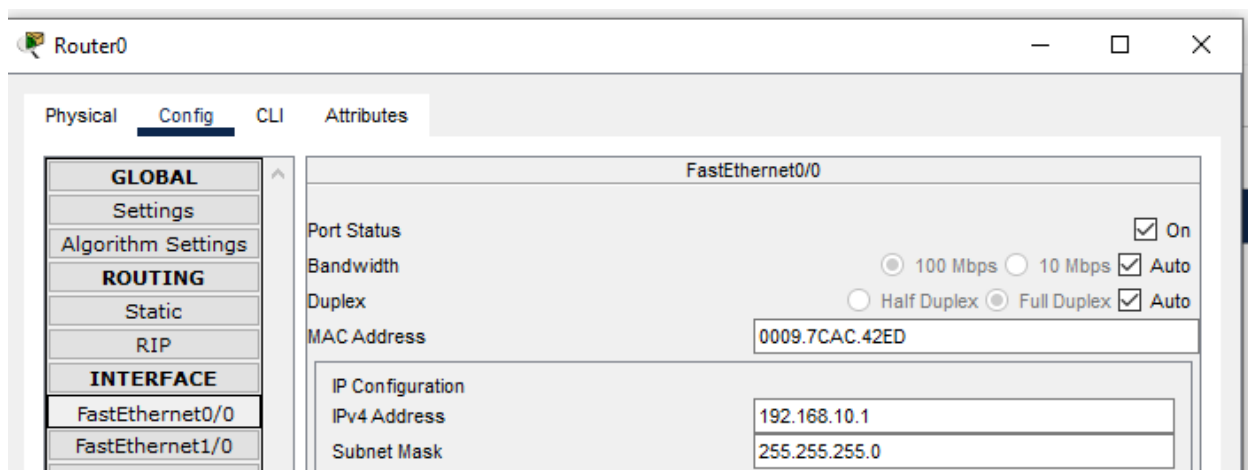 Router0
Physical Config CLI Attributes
GLOBAL
Settings
Algorithm Settings
ROUTING
Static
RIP
INTERFACE
FastEthernet0/0
FastEthernet1/0
FastEthernet0/0
Port Status On
Bandwidth 100 Mbps 10 Mbps Auto
Duplex Half Duplex Full Duplex Auto
MAC Address 0009.7CAC.42ED
IP Configuration
IPv4 Address 192.168.10.1
Subnet Mask 255.255.255.0